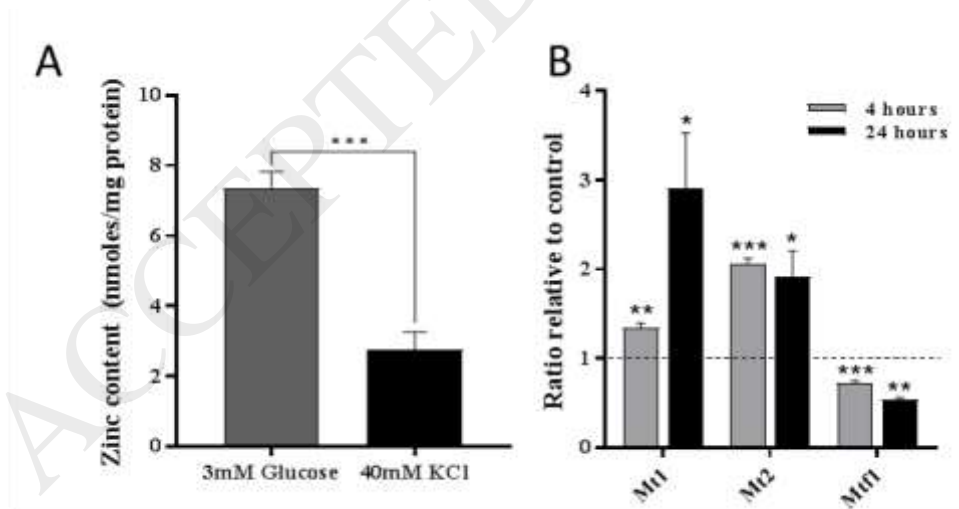 A
Zinc content (nmoles/mg protein)
10
8
6
4
2
0
***
3mM Glucose
40mM KCl
B
Ratio relative to control
4
3
2
1
0
4 hours
24 hours
**
*
***
*
***
**
Mt1
Mt2
Mtf1
ACCEPTED